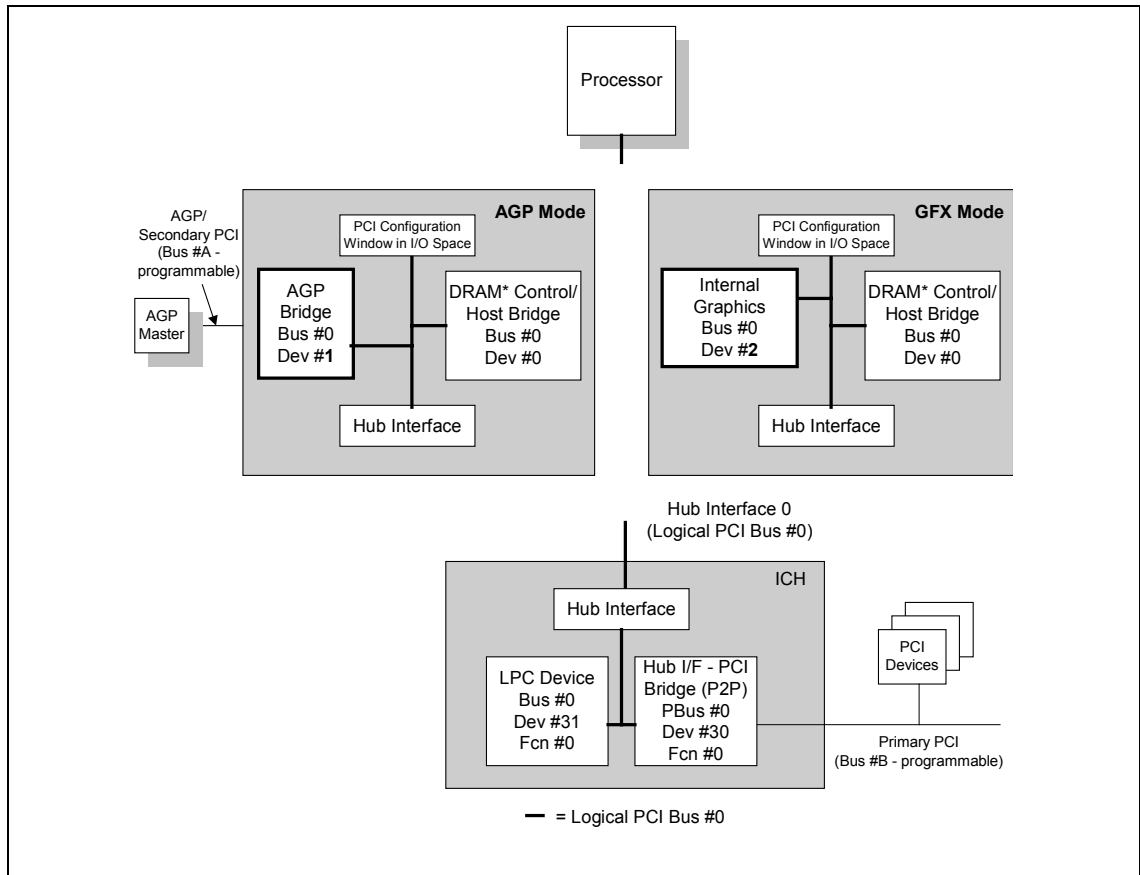 Processor
AGP/
Secondary PCI
(Bus #A -
programmable)
AGP
Master
AGP Mode
PCI Configuration
Window in I/O Space
AGP
Bridge
Bus #0
Dev #1
DRAM* Control/
Host Bridge
Bus #0
Dev #0
Hub Interface
GFX Mode
PCI Configuration
Window in I/O Space
Internal
Graphics
Bus #0
Dev #2
DRAM* Control/
Host Bridge
Bus #0
Dev #0
Hub Interface
Hub Interface 0
(Logical PCI Bus #0)
ICH
Hub Interface
LPC Device
Bus #0
Dev #31
Fcn #0
Hub I/F - PCI
Bridge (P2P)
PBus #0
Dev #30
Fcn #0
PCI
Devices
Primary PCI
(Bus #B - programmable)
= Logical PCI Bus #0